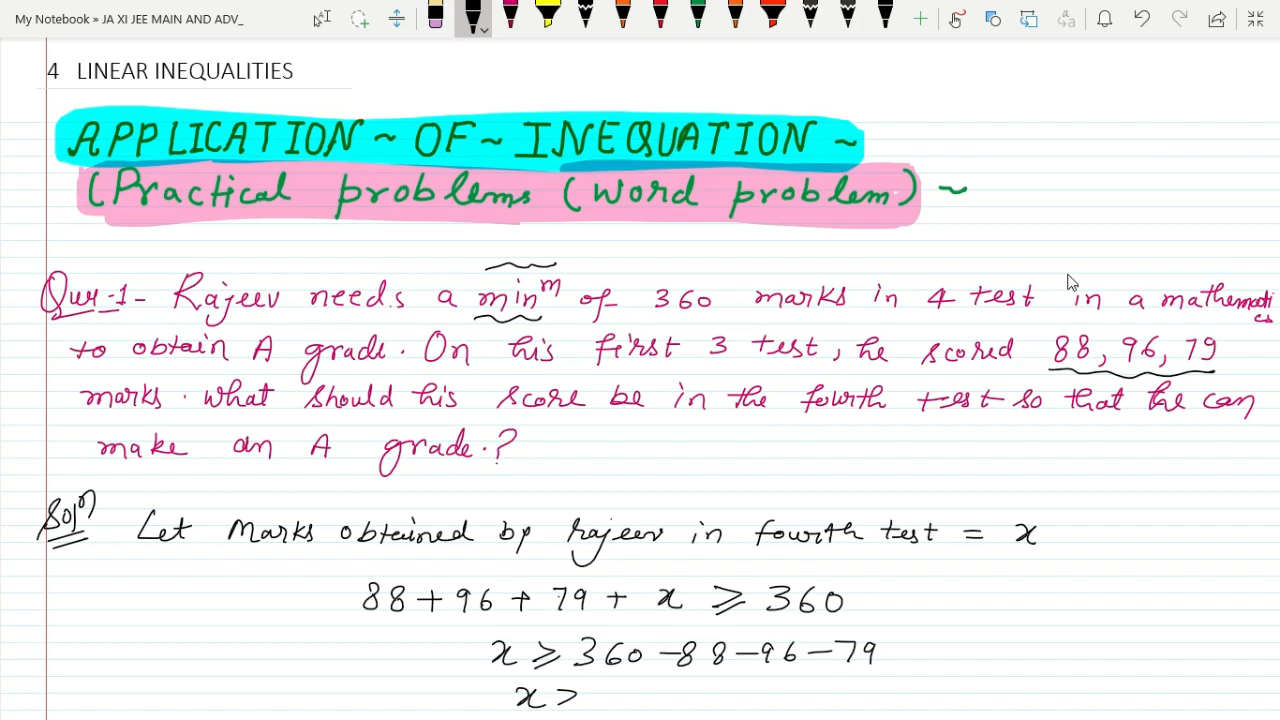 My Notebook » JA XI JEE MAIN AND ADV_
4 LINEAR INEQUALITIES
APPLICATION ~ OF ~ INEQUATION ~
(Practical problems (Word problem) ~
Que-1- Rajeev needs a minᵐ of 360 marks in 4 test in a mathematics
to obtain A grade. On his first 3 test, he scored 88, 96, 79
marks. What should his score be in the fourth test so that he can
make an A grade.?
Solⁿ Let Marks obtained by Rajeev in fourth test = x
88 + 96 + 79 + x ≥ 360
x ≥ 360 - 88 - 96 - 79
x >